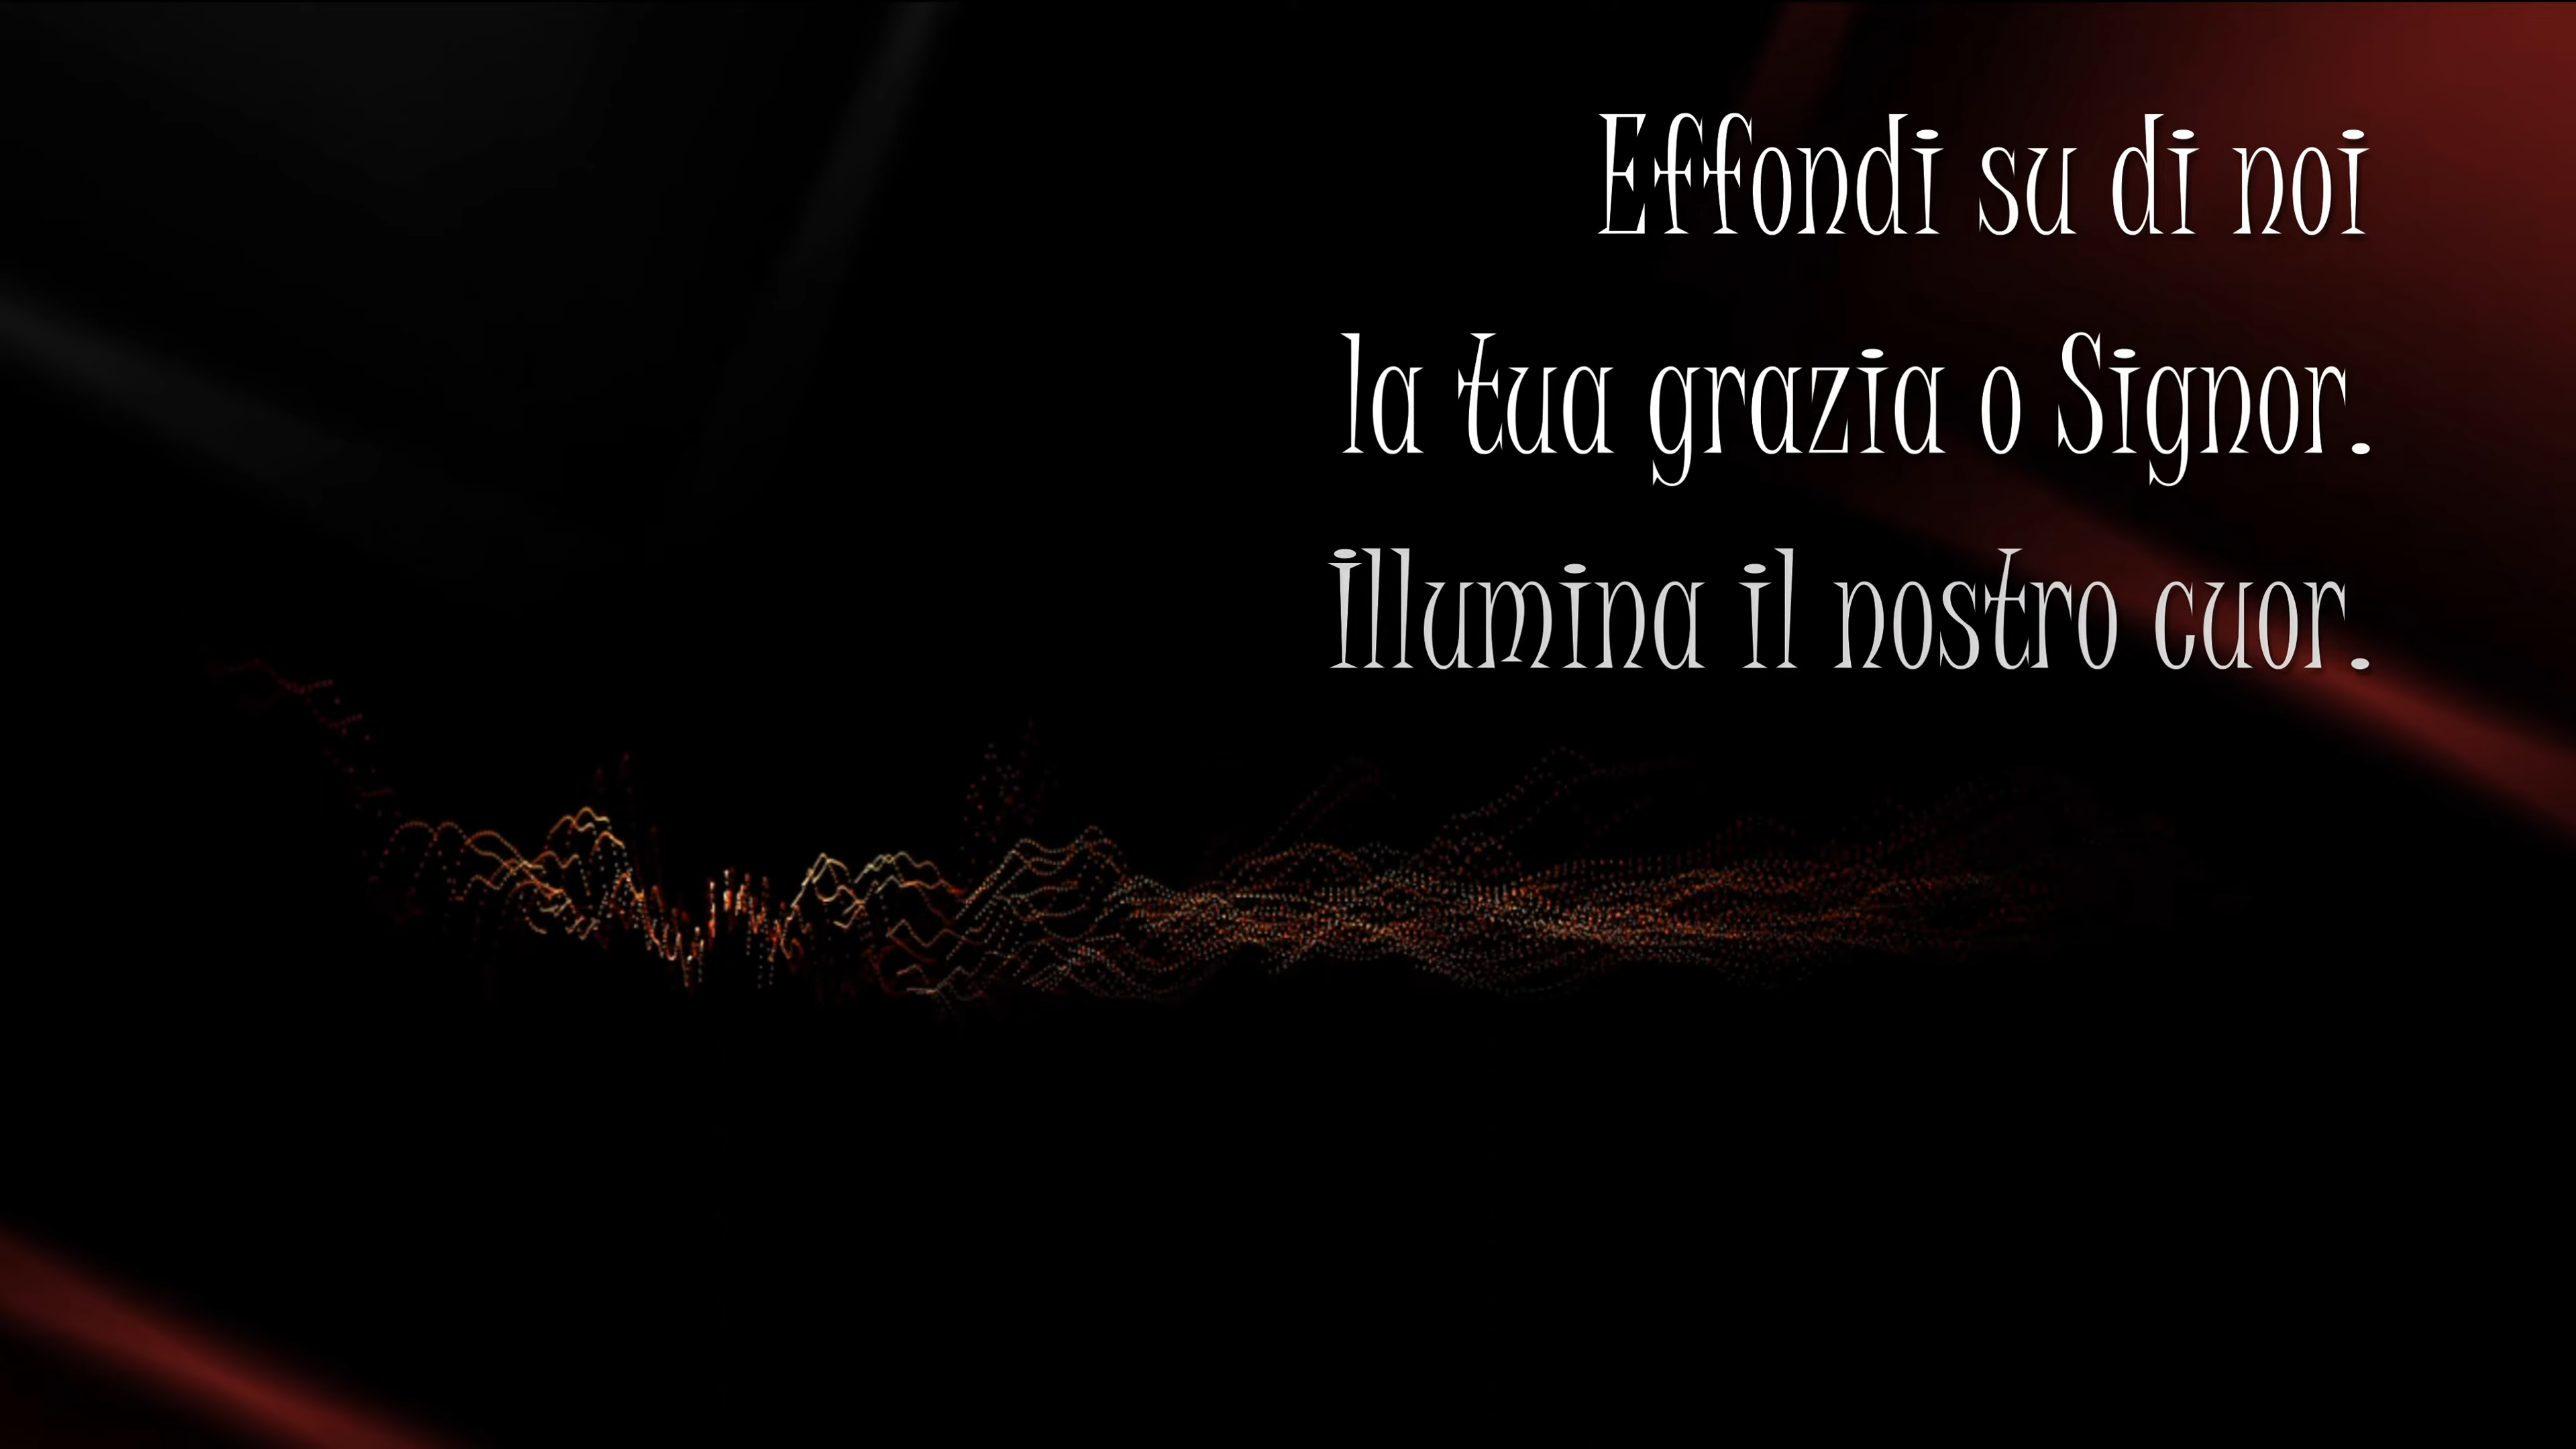 Effondi su di noi
la tua grazia o Signor.
Illumina il nostro cuor.